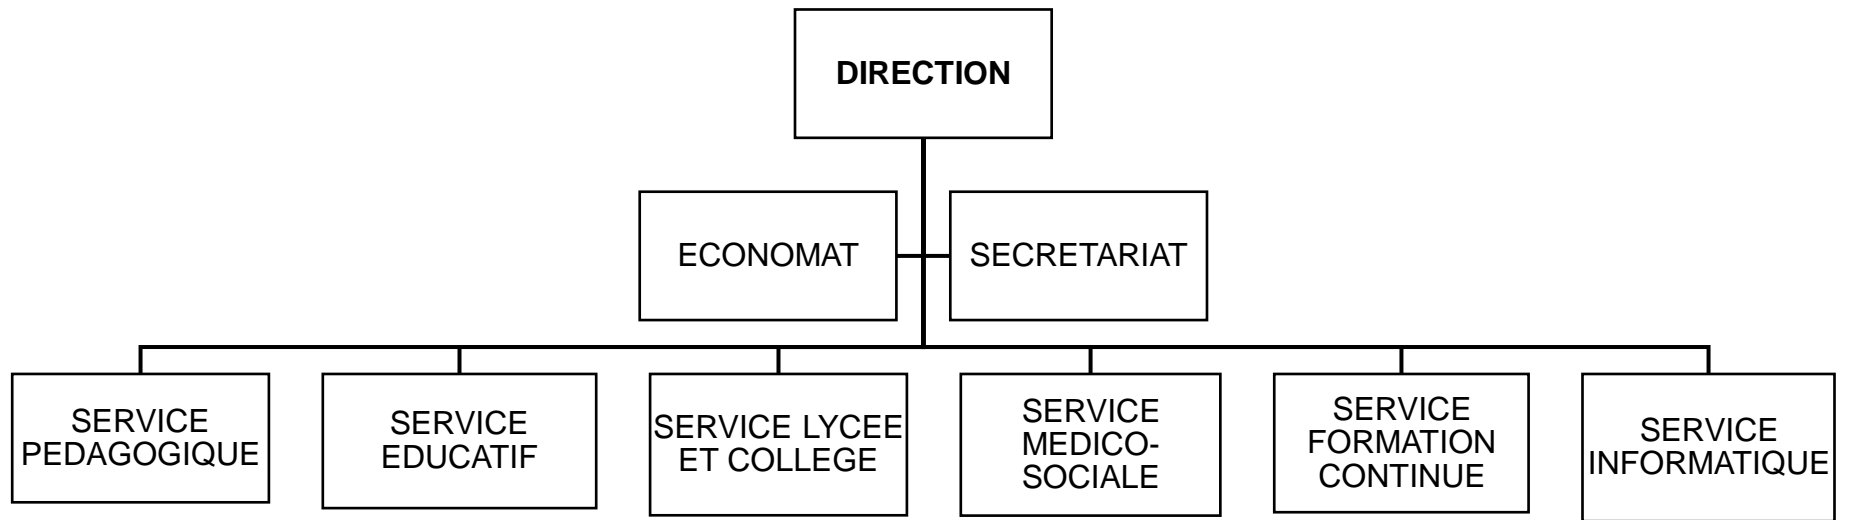 DIRECTION
ECONOMAT
SECRETARIAT
SERVICE
PEDAGOGIQUE
SERVICE
EDUCATIF
SERVICE LYCEE
ET COLLEGE
SERVICE
MEDICO-
SOCIALE
SERVICE
FORMATION
CONTINUE
SERVICE
INFORMATIQUE